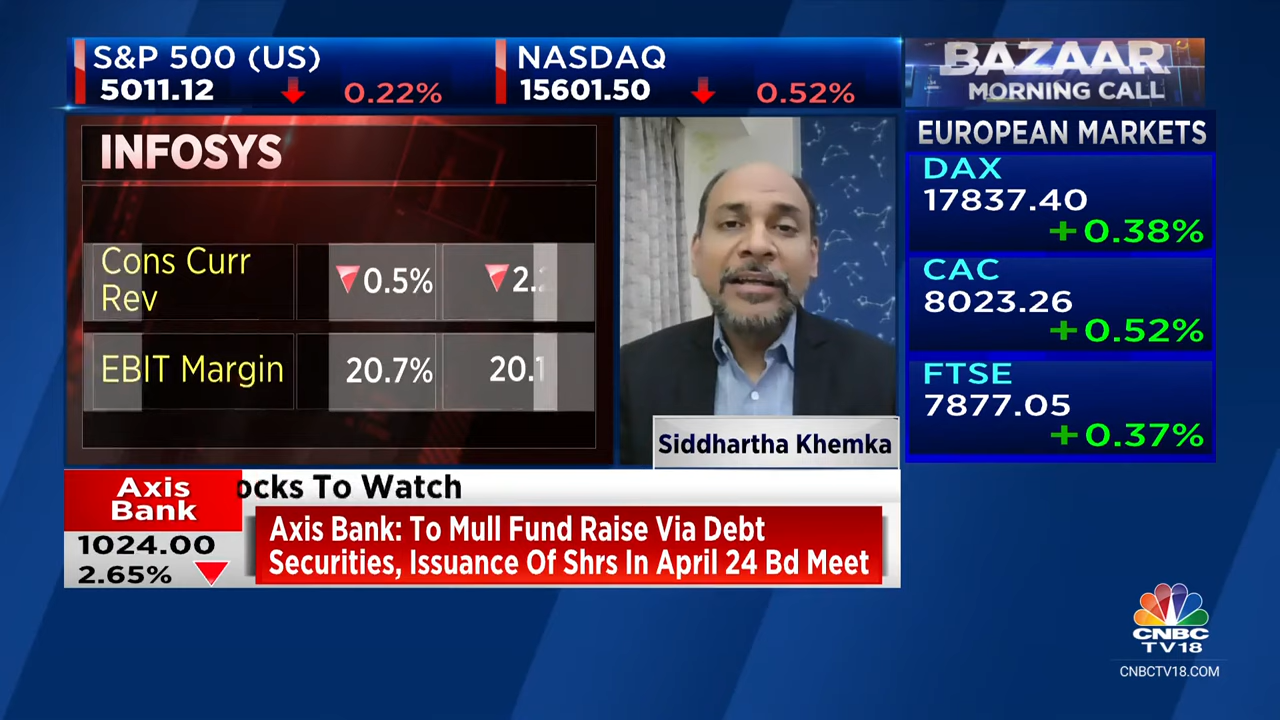 S&P 500 (US)
5011.12
0.22%
NASDAQ
15601.50
0.52%
BAZAAR
MORNING CALL
INFOSYS
Cons Curr
Rev
0.5%
EBIT Margin
20.7%
Siddhartha Khemka
EUROPEAN MARKETS
DAX
17837.40
+0.38%
CAC
8023.26
+0.52%
FTSE
7877.05
+0.37%
Axis
Bank
1024.00
2.65%
ocks To Watch
Axis Bank: To Mull Fund Raise Via Debt
Securities, Issuance Of Shrs In April 24 Bd Meet
CNBC
TV18
CNBCTV18.COM